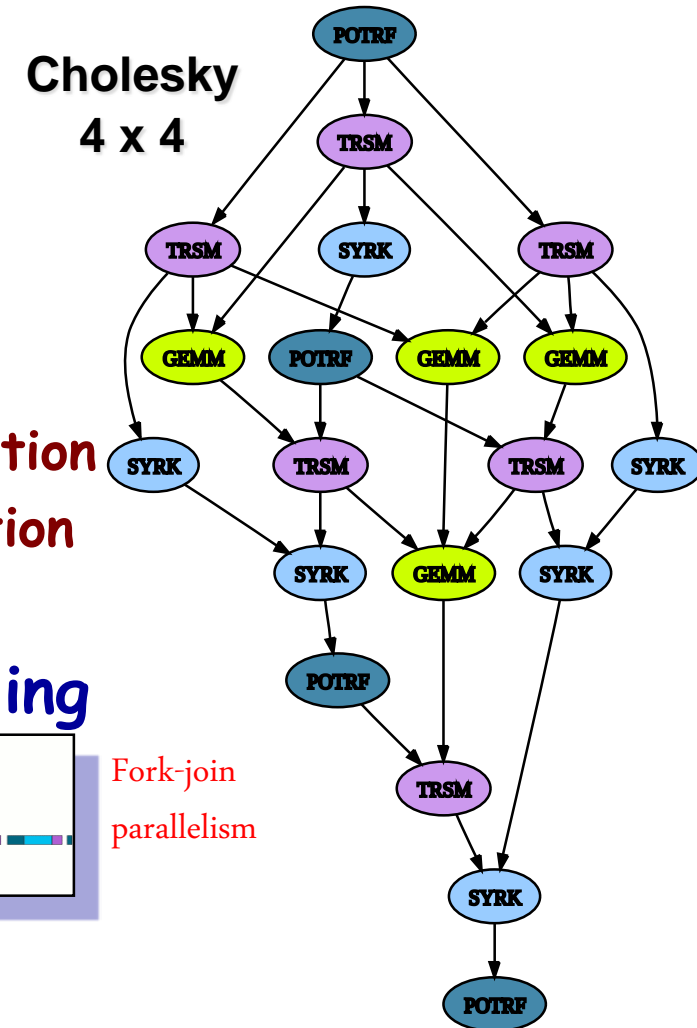 POTRF
Cholesky
4 x 4
TRSM
TRSM SYRK TRSM
GEMM POTRF GEMM GEMM
tion
SYRK TRSM TRSM SYRK
tion
SYRK GEMM SYRK
ing
POTRF
Fork-join
parallelism
TRSM
SYRK
POTRF